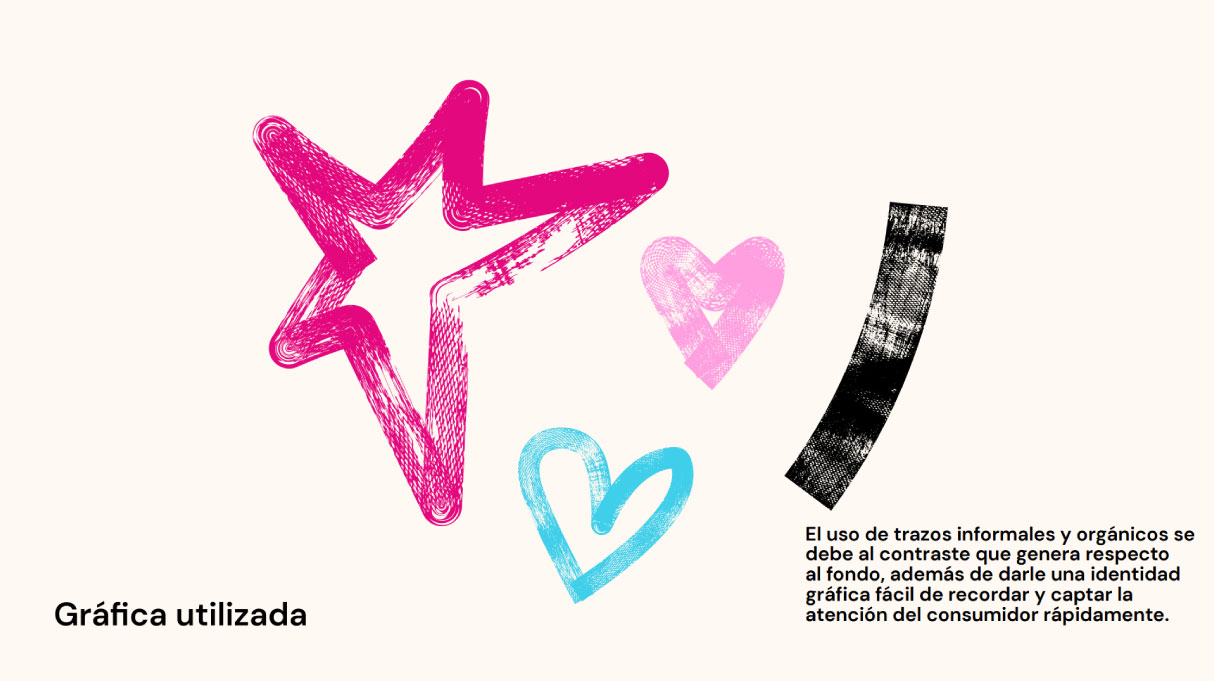 El uso de trazos informales y orgánicos se
debe al contraste que genera respecto
al fondo, además de darle una identidad
gráfica fácil de recordar y captar la
atención del consumidor rápidamente.
Gráfica utilizada